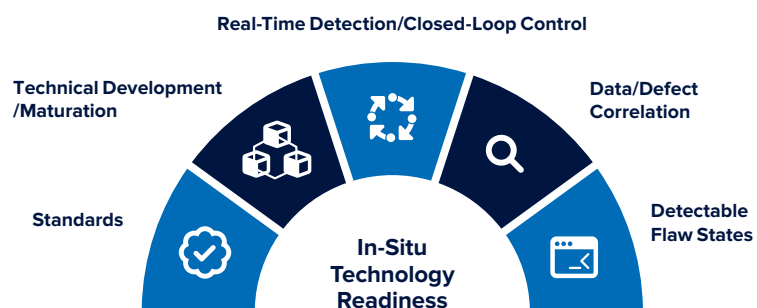 Real-Time Detection/Closed-Loop Control
Technical Development
/Maturation
Data/Defect
Correlation
Standards
Detectable
Flaw States
In-Situ
Technology
Readiness